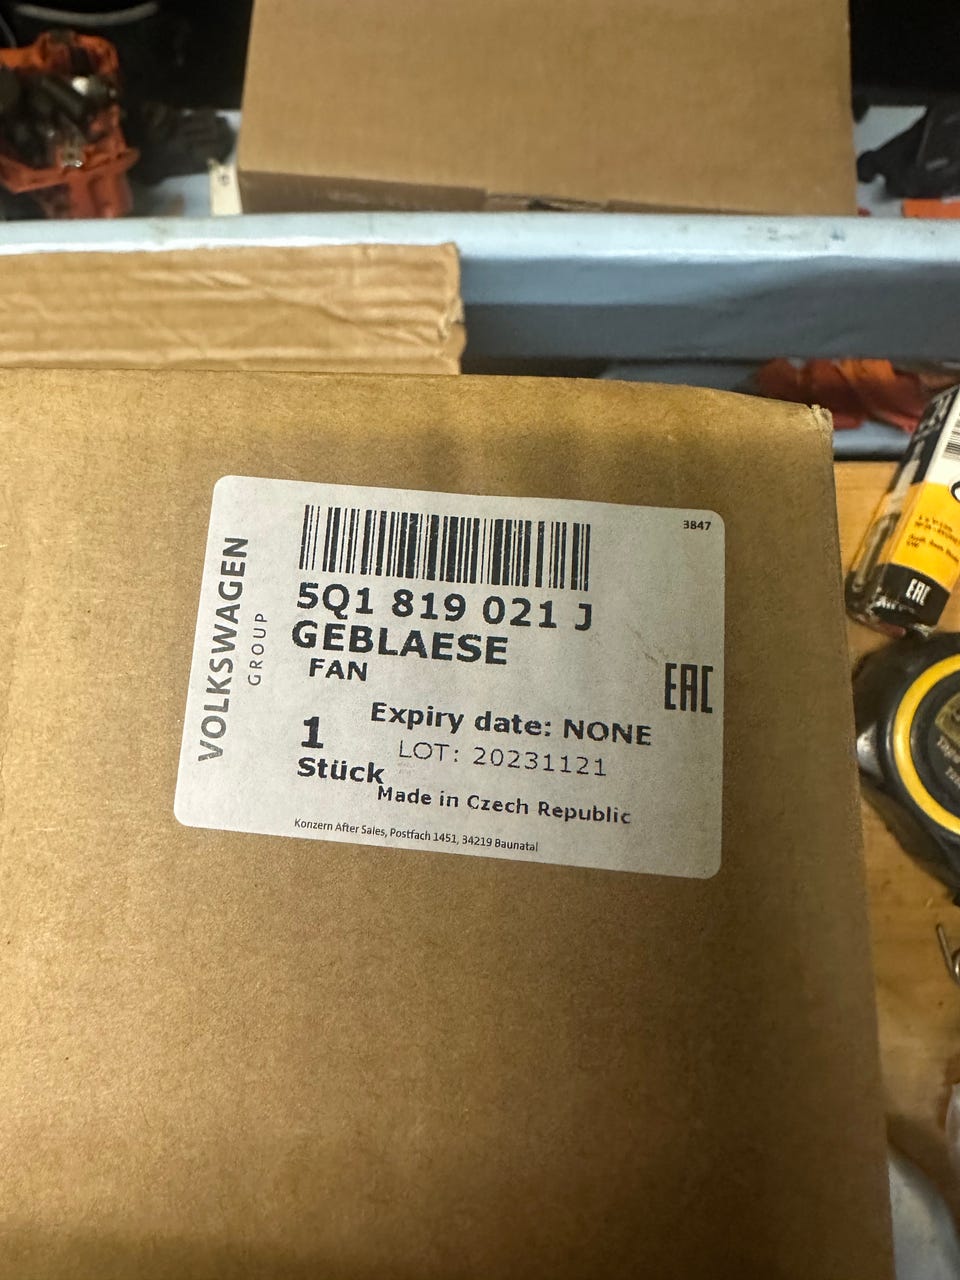 3847
VOLKSWAGEN
GROUP
5Q1 819 021 J
GEBLAESE
FAN
EAC
Expiry date: NONE
1
LOT: 20231121
Stück
Made in Czech Republic
Konzern After Sales, Postfach 1451, 34219 Baunatal
EAC